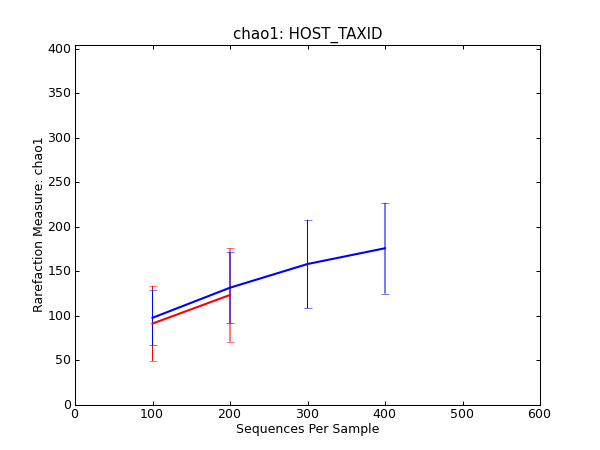 chao1: HOST_TAXID
400
350
300
250
200
150
100
50
0
Rarefaction Measure: chao1
0 100 200 300 400 500 600
Sequences Per Sample